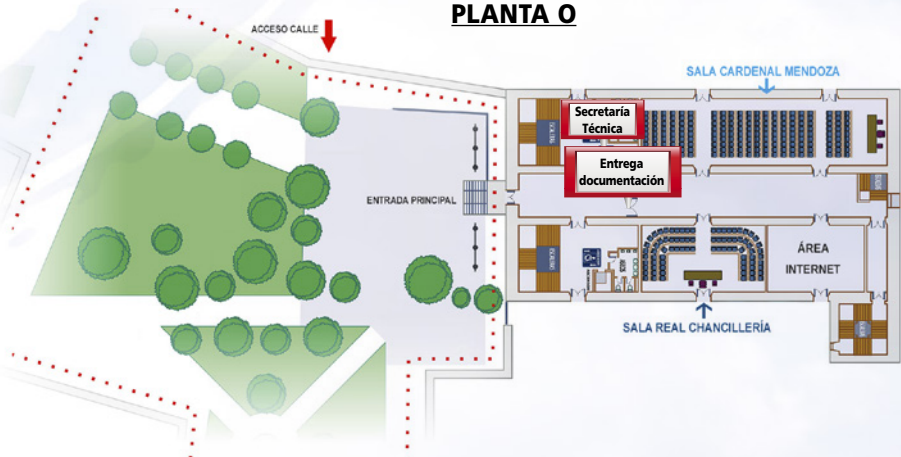 PLANTA O
ACCESO CALLE
SALA CARDENAL MENDOZA
Secretaría
Técnica
Entrega
documentación
ENTRADA PRINCIPAL
ÁREA
INTERNET
SALA REAL CHANCILLERÍA